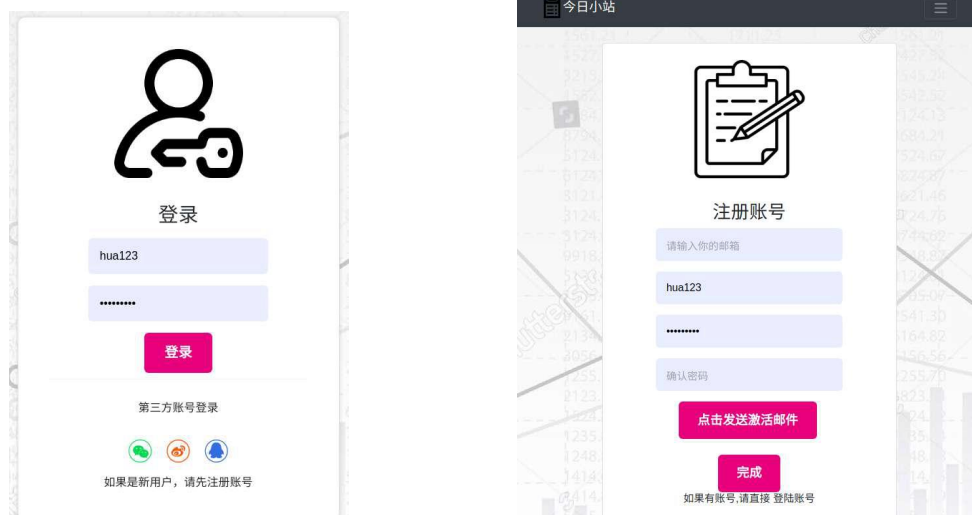 登录
hua123
•••••••••
登录
第三方账号登录
如果是新用户，请先注册账号
今日小站
注册账号
请输入你的邮箱
hua123
•••••••••
确认密码
点击发送激活邮件
完成
如果有账号,请直接 登陆账号